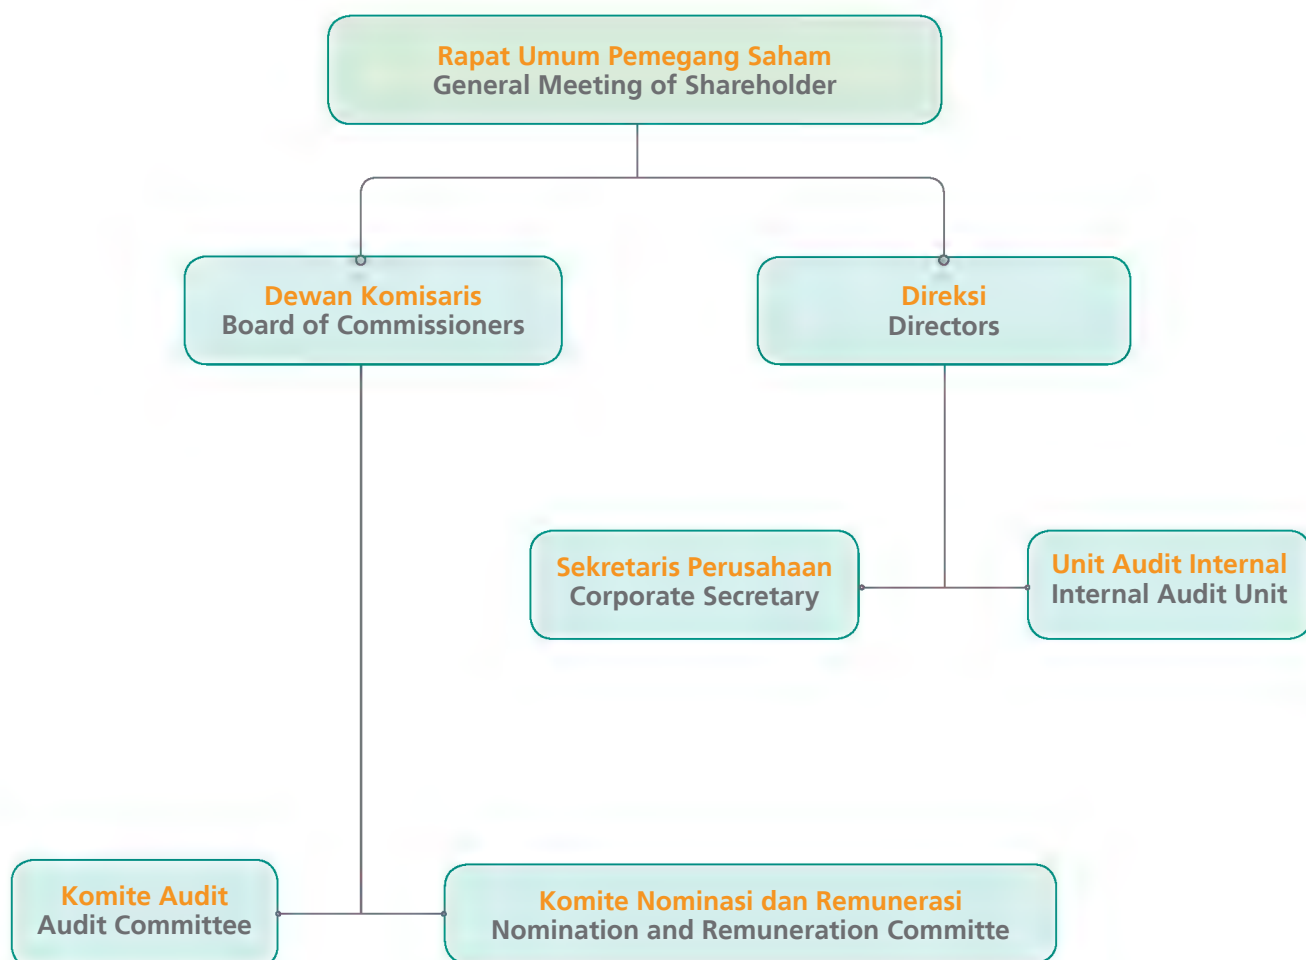 Rapat Umum Pemegang Saham
General Meeting of Shareholder
Dewan Komisaris
Board of Commissioners
Direksi
Directors
Sekretaris Perusahaan
Corporate Secretary
Unit Audit Internal
Internal Audit Unit
Komite Audit
Audit Committee
Komite Nominasi dan Remunerasi
Nomination and Remuneration Committe